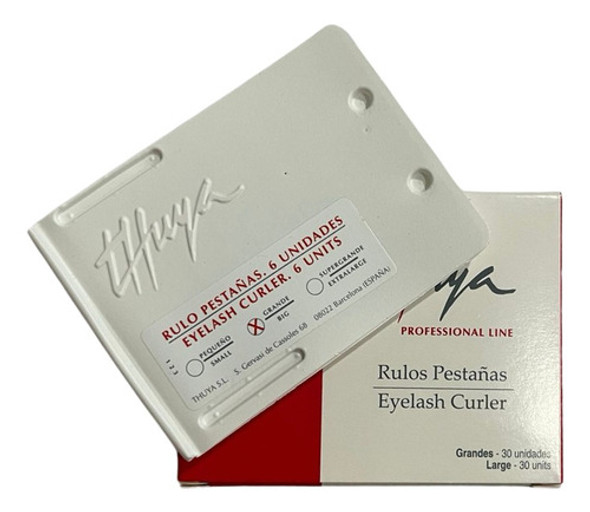 thuya
RULO PESTAÑAS. 6 UNIDADES
EYELASH CURLER. 6 UNITS
PEQUEÑO
SMALL
X
GRANDE
BIG
SUPERGRANDE
EXTRALARGE
THUYA S.L. S. Gervasi de Cassoles 68 08022 Barcelona (ESPAÑA)
PROFESSIONAL LINE
Rulos Pestañas
Eyelash Curler
Grandes - 30 unidades
Large - 30 units